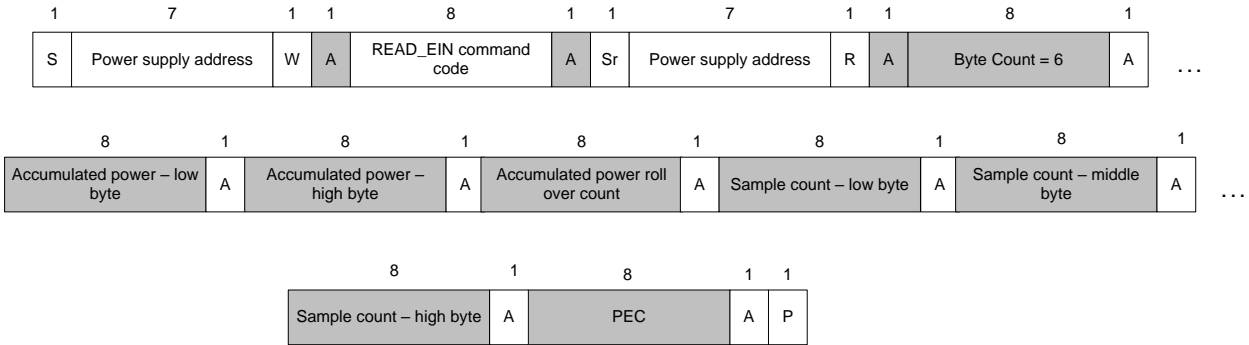 1 7 1 1 8 1 1 7 1 1 8 1
S Power supply address W A READ_EIN command A Sr Power supply address R A Byte Count = 6 A ...
code
8 1 8 1 8 1 8 1 8 1
Accumulated power – low A Accumulated power – A Accumulated power roll A Sample count – low byte A Sample count – middle A ...
byte high byte over count byte
8 1 8 1 1
Sample count – high byte A PEC A P